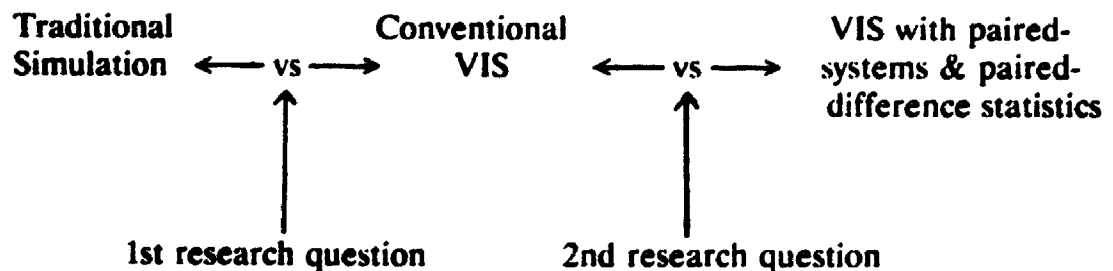 Traditional
Simulation
vs
Conventional
VIS
vs
VIS with paired-
systems & paired-
difference statistics
1st research question
2nd research question